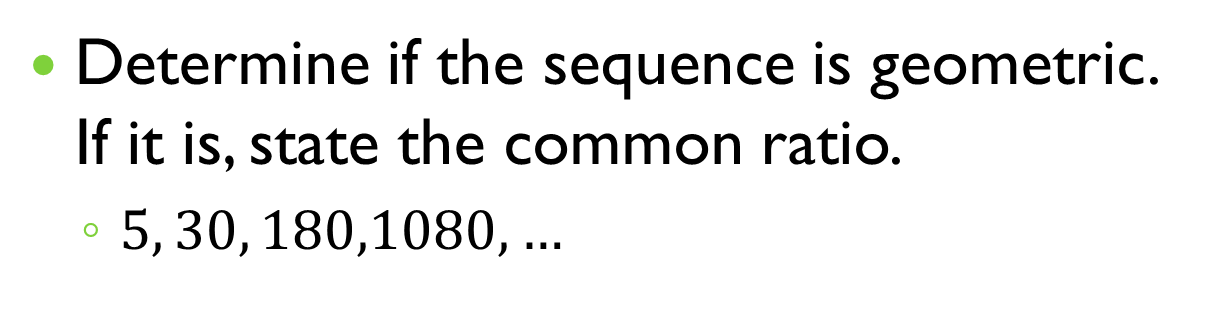 • Determine if the sequence is geometric.
If it is, state the common ratio.
◦ 5, 30, 180,1080, …